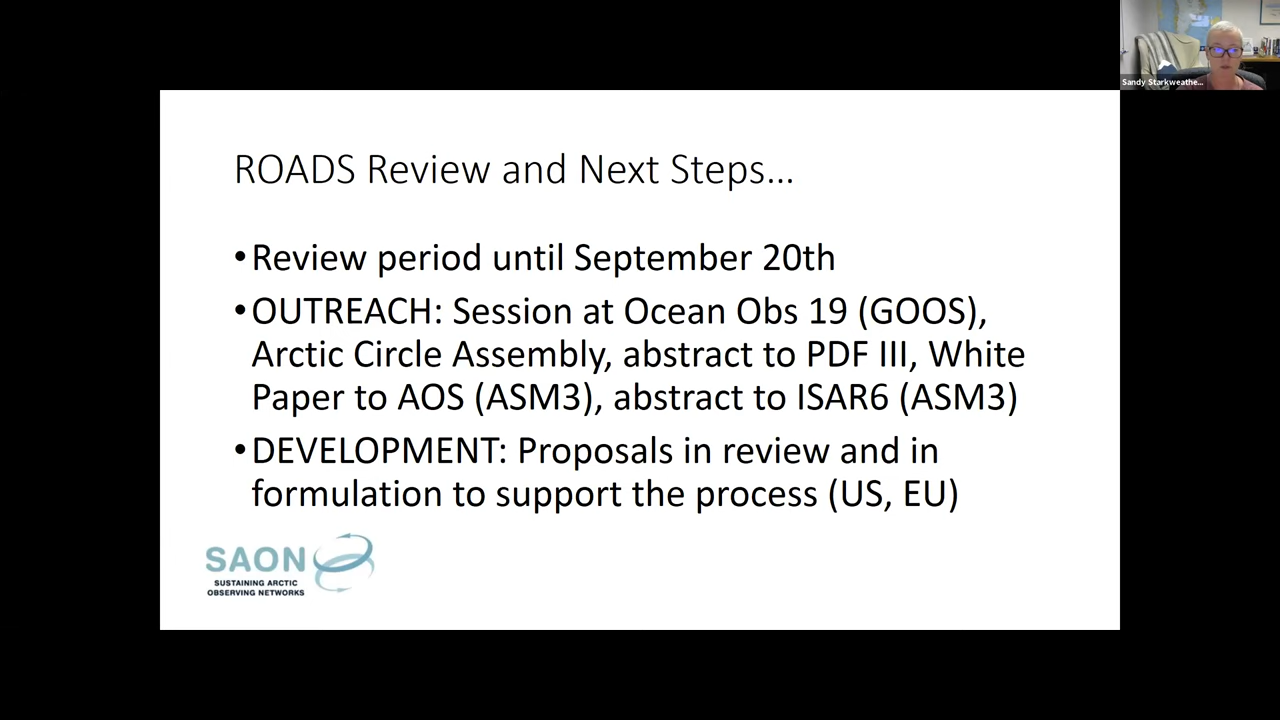 Sandy Starkweathe...
ROADS Review and Next Steps...
•Review period until September 20th
•OUTREACH: Session at Ocean Obs 19 (GOOS),
Arctic Circle Assembly, abstract to PDF III, White
Paper to AOS (ASM3), abstract to ISAR6 (ASM3)
•DEVELOPMENT: Proposals in review and in
formulation to support the process (US, EU)
SAON
SUSTAINING ARCTIC
OBSERVING NETWORKS